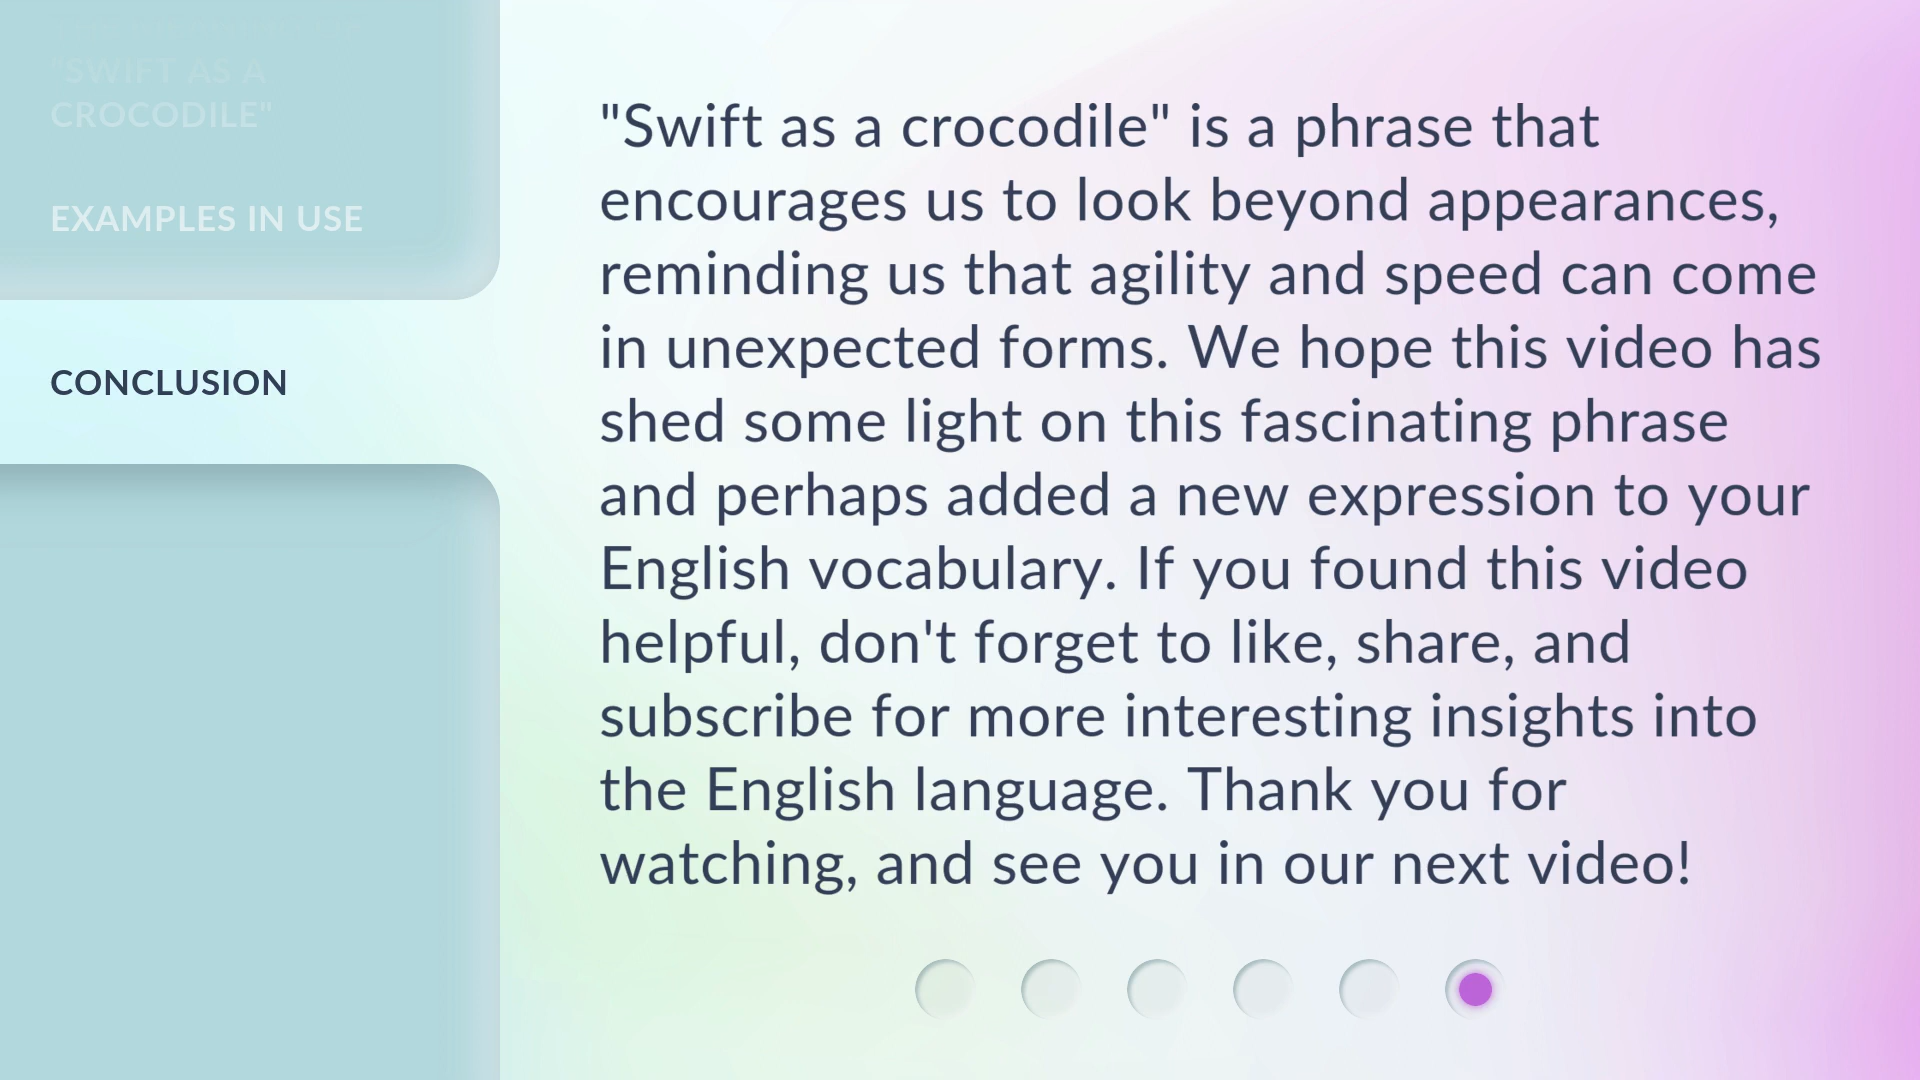 "SWIFT AS A
CROCODILE"
EXAMPLES IN USE
CONCLUSION
"Swift as a crocodile" is a phrase that
encourages us to look beyond appearances,
reminding us that agility and speed can come
in unexpected forms. We hope this video has
shed some light on this fascinating phrase
and perhaps added a new expression to your
English vocabulary. If you found this video
helpful, don't forget to like, share, and
subscribe for more interesting insights into
the English language. Thank you for
watching, and see you in our next video!